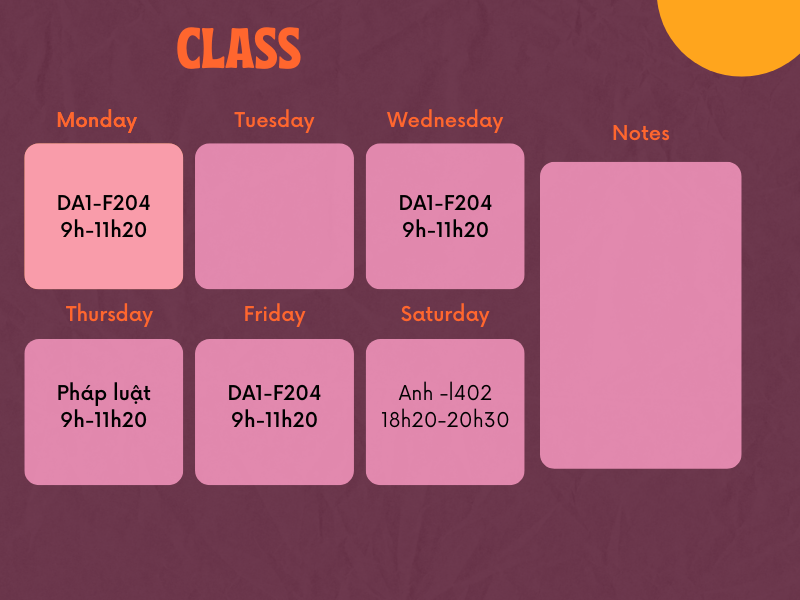 CLASS
Monday
Tuesday
Wednesday
Notes
DA1-F204
9h-11h20
DA1-F204
9h-11h20
Thursday
Friday
Saturday
Pháp luật
9h-11h20
DA1-F204
9h-11h20
Anh -l402
18h20-20h30